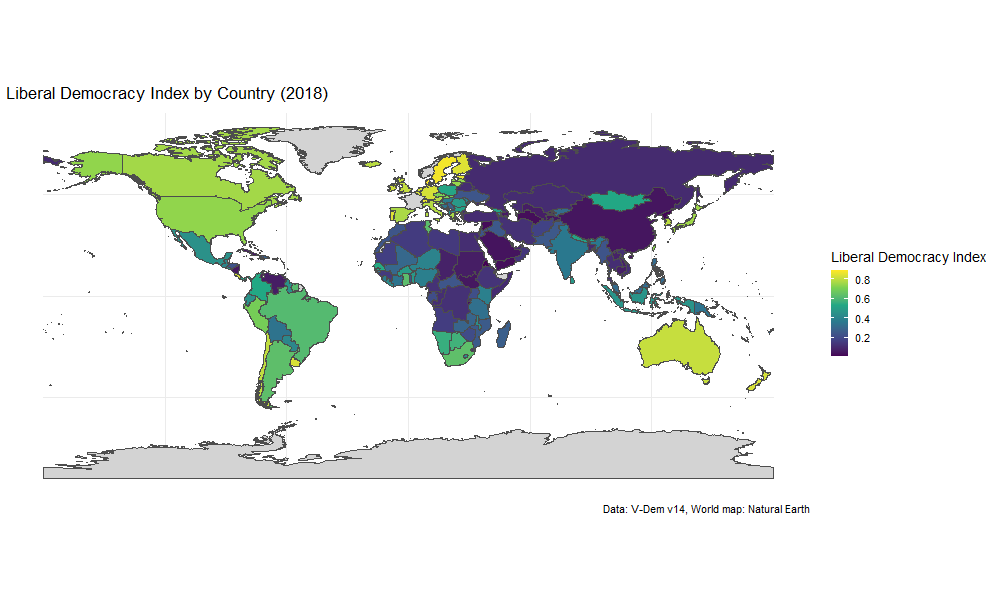 Liberal Democracy Index by Country (2018)
Liberal Democracy Index
0.8
0.6
0.4
0.2
Data: V-Dem v14, World map: Natural Earth